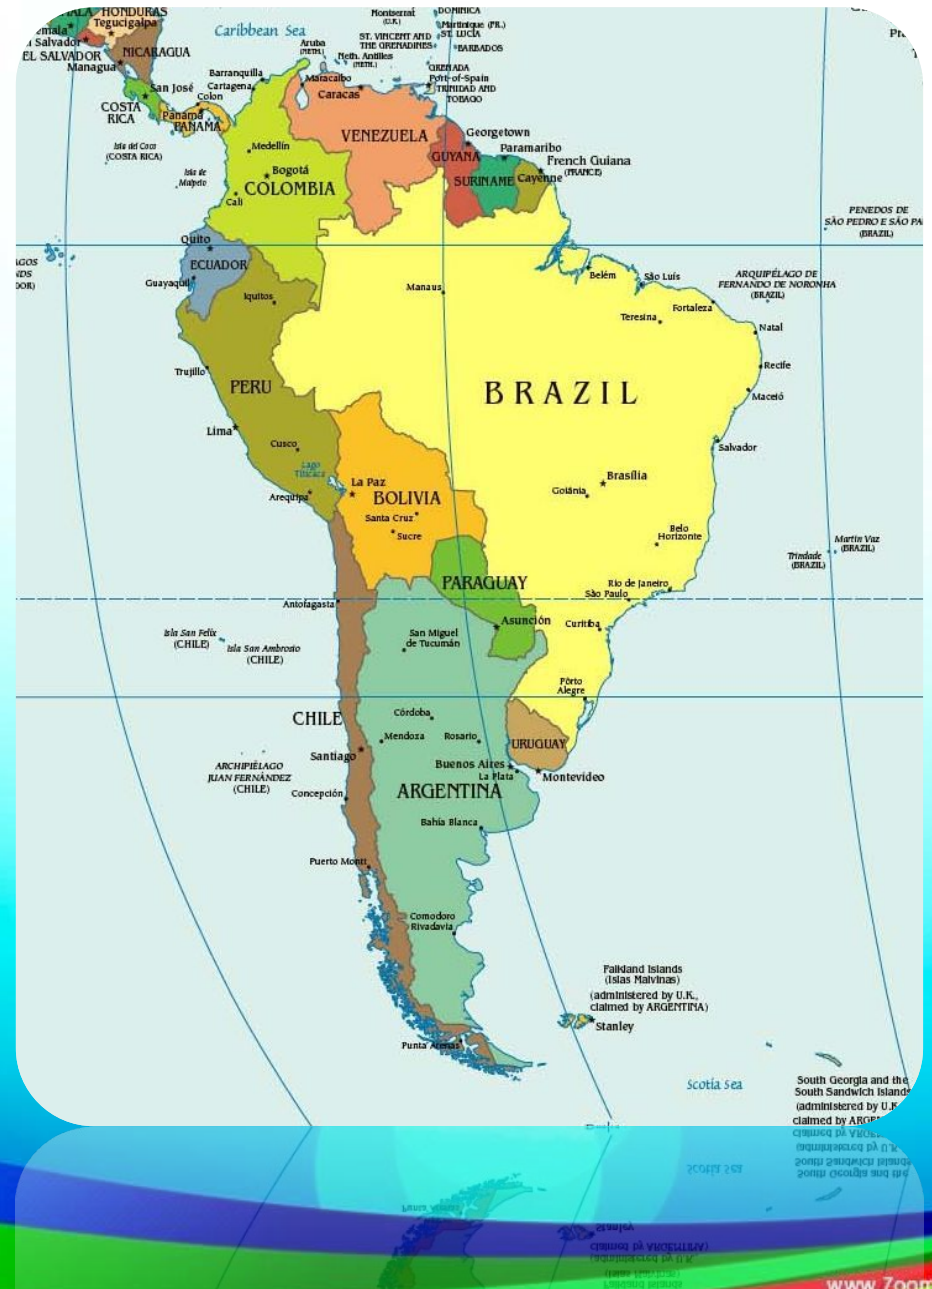 HONDURAS
Tegucigalpa
EL SALVADOR
NICARAGUA
Managua
San José
COSTA
RICA
Colon
Panama
PANAMA
Isla del Coco
(COSTA RICA)
Isla de
Malpelo
Caribbean Sea
Montserrat
(U.K.)
DOMINICA
Martinique (FR.)
ST. LUCIA
ST. VINCENT AND
THE GRENADINES
BARBADOS
Aruba
(NETH.)
Neth. Antilles
(NETH.)
GRENADA
Port-of-Spain
TRINIDAD AND
TOBAGO
Barranquilla
Cartagena
Maracaibo
Caracas
VENEZUELA
Georgetown
GUYANA
Paramaribo
SURINAME
French Guiana
(FRANCE)
Cayenne
Medellín
Bogotá
COLOMBIA
Cali
PENEDOS DE
SÃO PEDRO E SÃO PA
(BRAZIL)
Quito
ECUADOR
Guayaquil
Iquitos
Manaus
Belém
São Luís
ARQUIPÉLAGO DE
FERNANDO DE NORONHA
(BRAZIL)
Teresina
Fortaleza
Natal
Recife
Maceió
Trujillo
PERU
BRAZIL
Lima
Cusco
Lago
Titicaca
Arequipa
Salvador
La Paz
BOLIVIA
Santa Cruz
Sucre
Brasília
Goiânia
Belo
Horizonte
Martin Vaz
(BRAZIL)
Trindade
(BRAZIL)
PARAGUAY
Rio de Janeiro
São Paulo
Antofagasta
Asunción
Curitiba
Isla San Felix
(CHILE)
Isla San Ambrosio
(CHILE)
San Miguel
de Tucumán
Pôrto
Alegre
CHILE
Córdoba
Mendoza
Rosario
URUGUAY
Santiago
Buenos Aires
La Plata
Montevideo
ARCHIPIÉLAGO
JUAN FERNÁNDEZ
(CHILE)
Concepción
ARGENTINA
Bahía Blanca
Puerto Montt
Comodoro
Rivadavia
Falkland Islands
(Islas Malvinas)
(administered by U.K.,
claimed by ARGENTINA)
Stanley
Punta Arenas
Scotia Sea
South Georgia and the
South Sandwich Islands
(administered by U.K.
claimed by ARGE
www.Zoom